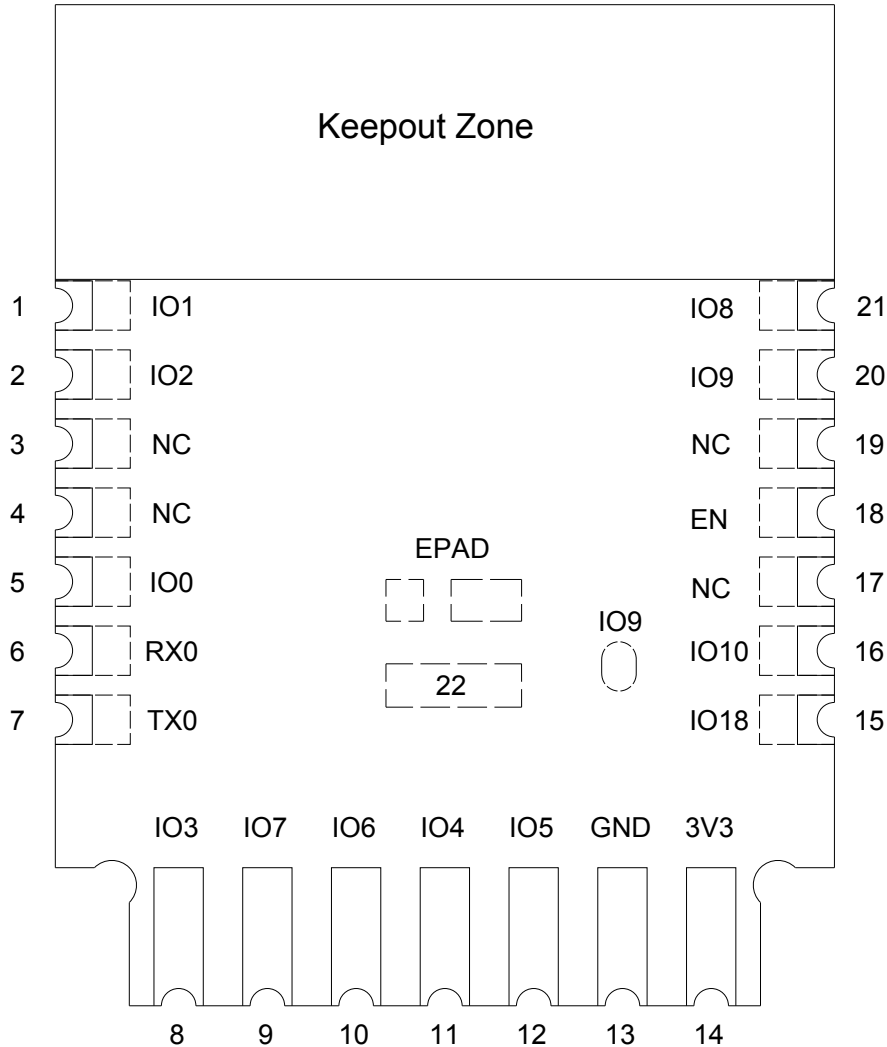 Keepout Zone
1 IO1 IO8 21
2 IO2 IO9 20
3 NC NC 19
4 NC EN 18
EPAD
5 IO0 NC 17
IO9
6 RX0 IO10 16
22
7 TX0 IO18 15
IO3 IO7 IO6 IO4 IO5 GND 3V3
8 9 10 11 12 13 14